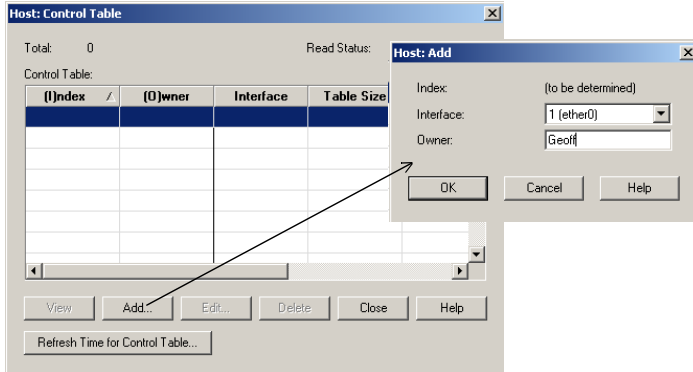 Host: Control Table
Total: 0 Read Status:
Control Table:
(I)ndex (O)wner Interface Table Size
View Add... Edit... Delete Close Help
Refresh Time for Control Table...
Host: Add
Index: (to be determined)
Interface: 1 (ether0)
Owner: Geoff
OK Cancel Help